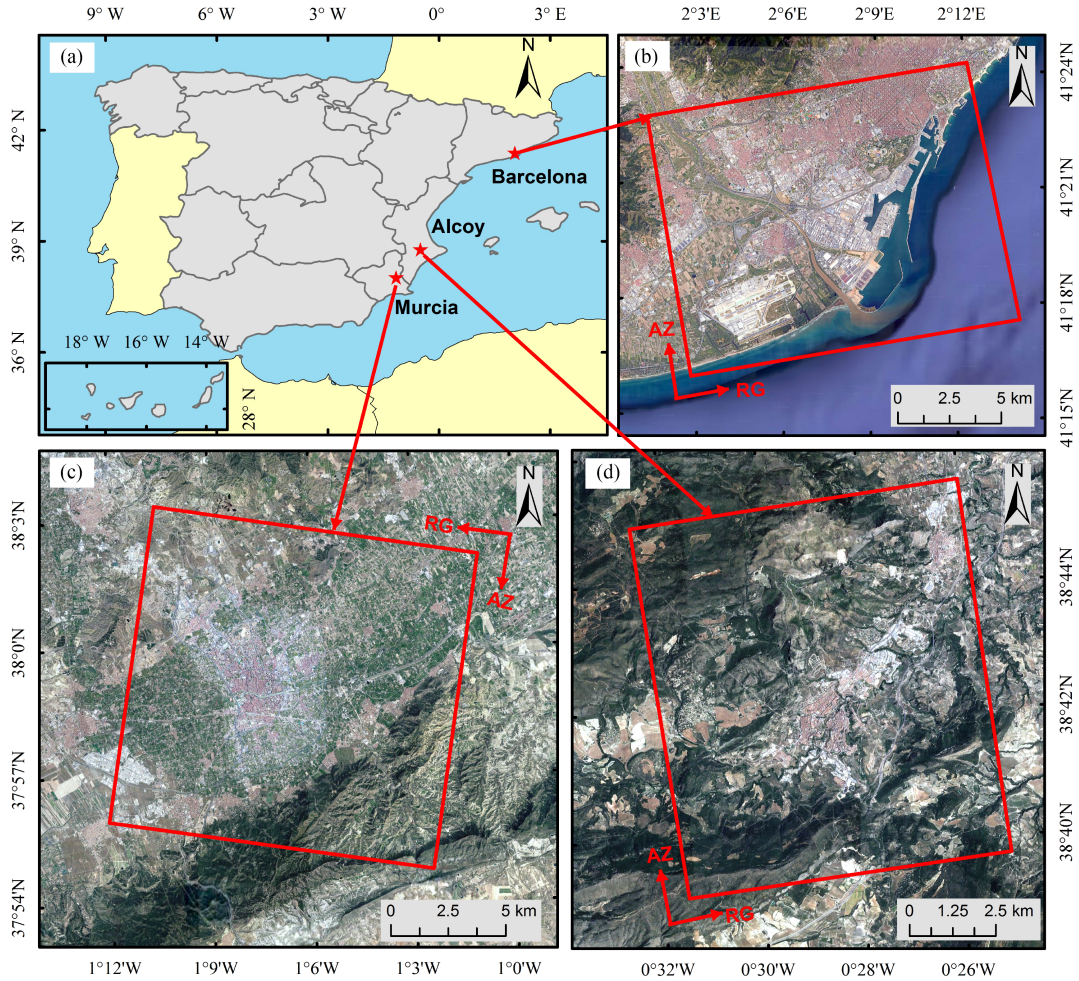 9° W 6° W 3° W 0° 3° E
2°3'E 2°6'E 2°9'E 2°12'E
(a)
N
42° N
39° N
36° N
Barcelona
Alcoy
Murcia
18° W 16° W 14° W
28° N
(b)
N
41°24'N
41°21'N
41°18'N
41°15'N
AZ
RG
0 2.5 5 km
(c)
N
RG
AZ
38°3'N
38°0'N
37°57'N
37°54'N
0 2.5 5 km
1°12'W 1°9'W 1°6'W 1°3'W 1°0'W
(d)
N
38°44'N
38°42'N
38°40'N
AZ
RG
0 1.25 2.5 km
0°32'W 0°30'W 0°28'W 0°26'W